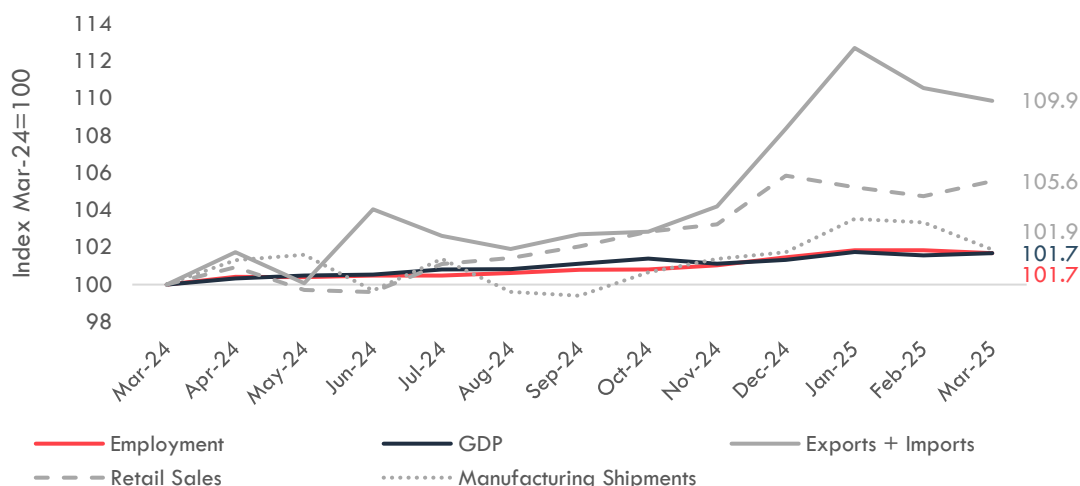 Index Mar-24=100
114
112
110
108
106
104
102
100
98
109.9
105.6
101.9
101.7
101.7
Mar-24
Apr-24
May-24
Jun-24
Jul-24
Aug-24
Sep-24
Oct-24
Nov-24
Dec-24
Jan-25
Feb-25
Mar-25
Employment
GDP
Exports + Imports
Retail Sales
Manufacturing Shipments